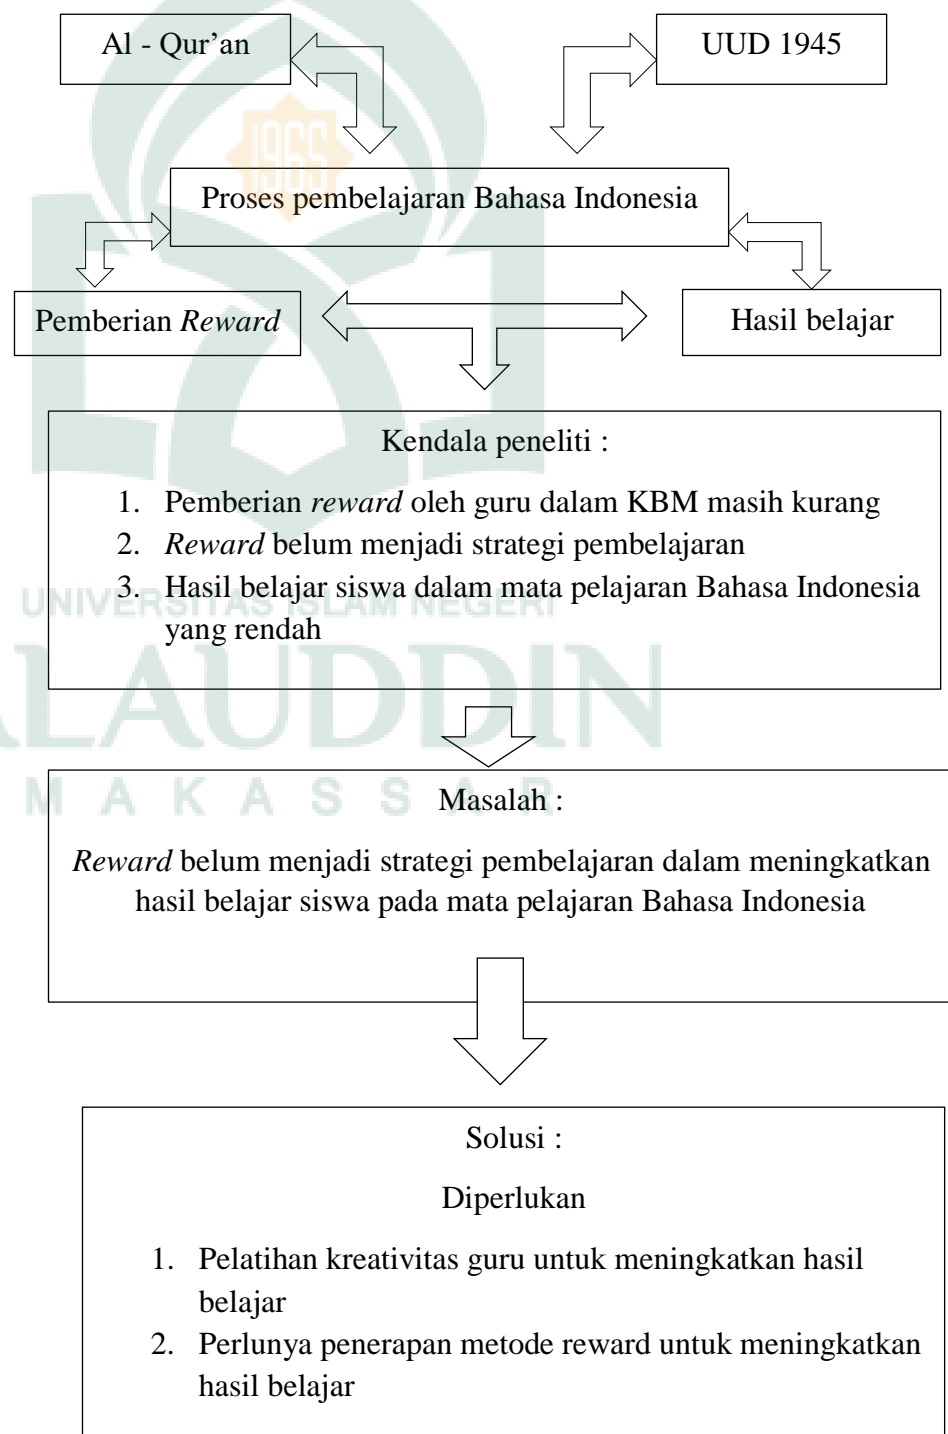 Al - Qur’an
UUD 1945
1965
Proses pembelajaran Bahasa Indonesia
Pemberian Reward
Hasil belajar
Kendala peneliti :
1. Pemberian reward oleh guru dalam KBM masih kurang
2. Reward belum menjadi strategi pembelajaran
3. Hasil belajar siswa dalam mata pelajaran Bahasa Indonesia
yang rendah
UNIVERSITAS ISLAM NEGERI
ALAUDDIN
MAKASSAR
Masalah :
Reward belum menjadi strategi pembelajaran dalam meningkatkan
hasil belajar siswa pada mata pelajaran Bahasa Indonesia
Solusi :
Diperlukan
1. Pelatihan kreativitas guru untuk meningkatkan hasil
belajar
2. Perlunya penerapan metode reward untuk meningkatkan
hasil belajar